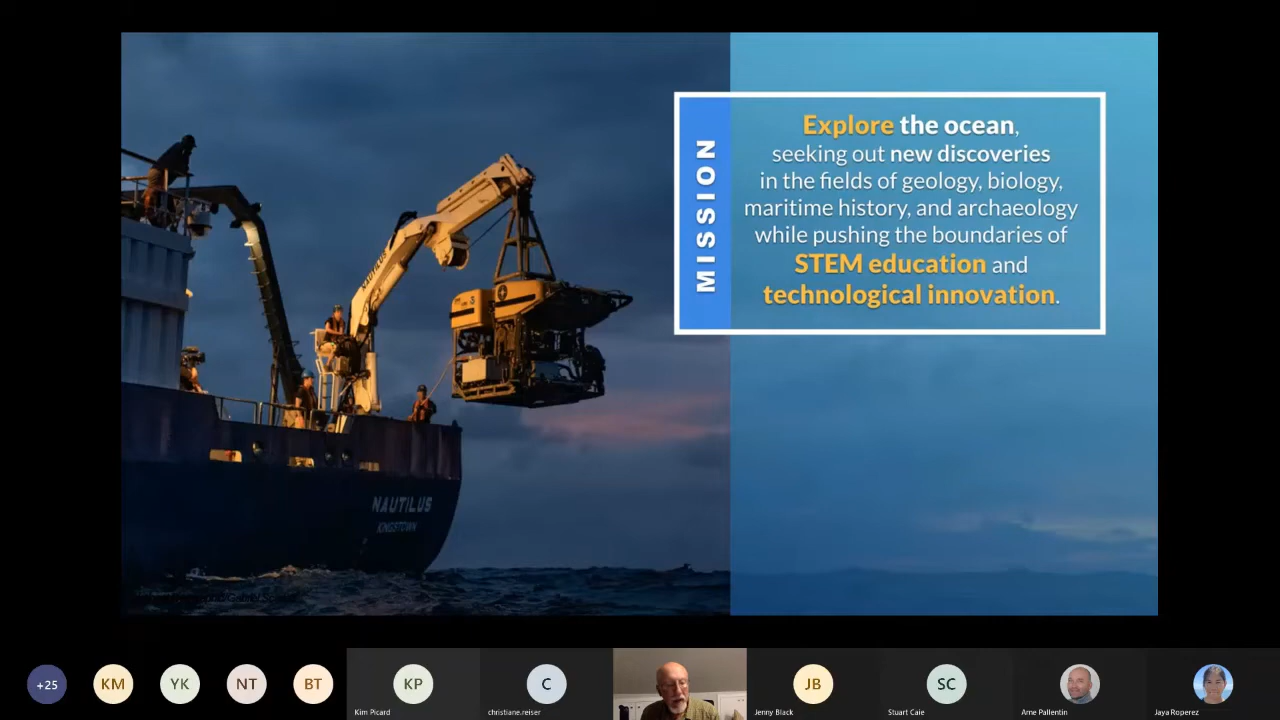 MISSION
Explore the ocean,
seeking out new discoveries
in the fields of geology, biology,
maritime history, and archaeology
while pushing the boundaries of
STEM education and
technological innovation.
NAUTILUS
NAUTILUS
KINGSTOWN
+25
KM
YK
NT
BT
KP
Kim Picard
C
christiane.reiser
JB
Jenny Black
SC
Stuart Caie
Arne Pallentin
Jaya Roperez